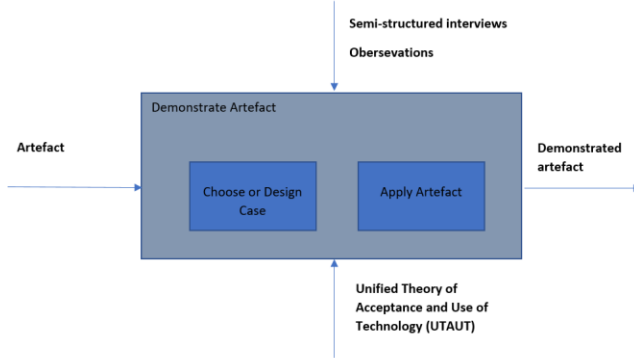 Semi-structured interviews
Obersevations
Demonstrate Artefact
Artefact
Demonstrated
artefact
Choose or Design
Case
Apply Artefact
Unified Theory of
Acceptance and Use of
Technology (UTAUT)